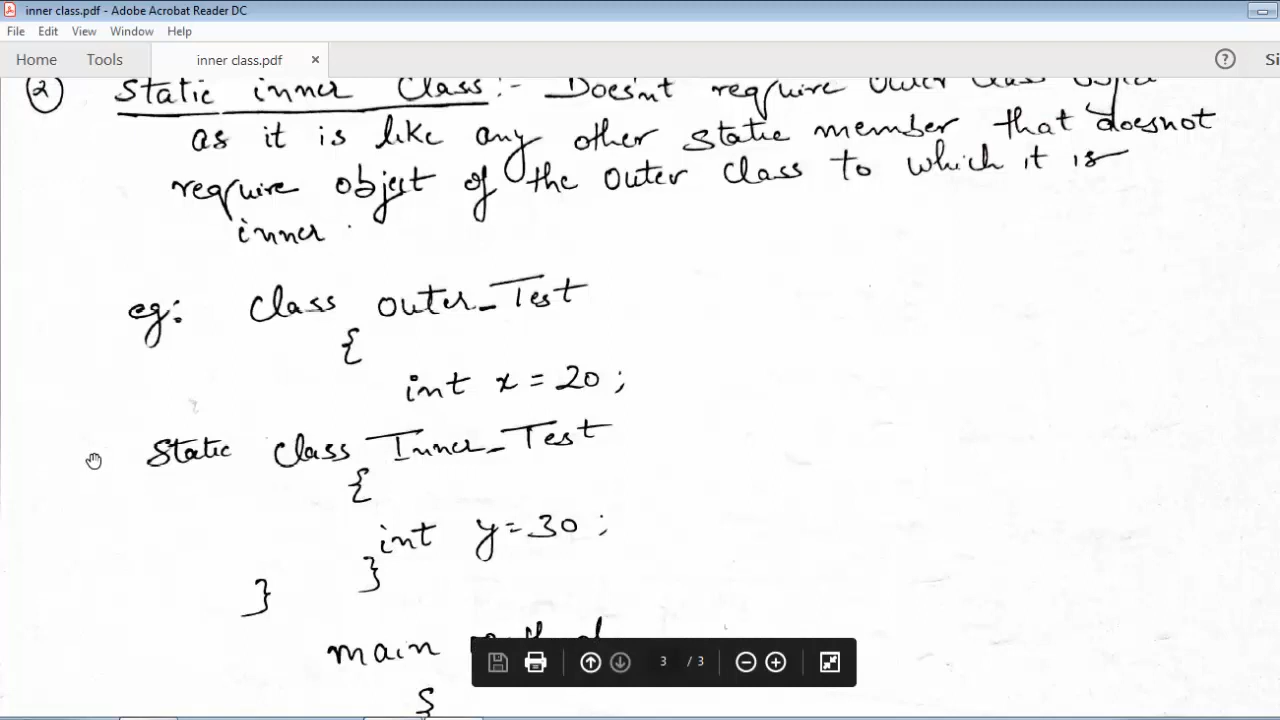 inner class.pdf - Adobe Acrobat Reader DC
File Edit View Window Help
Home Tools inner class.pdf × ? Si
(2) Static inner Class :- Doesn't require outer class
as it is like any other static member that doesnot
require object of the outer class to which it is
inner .
eg: class outer_Test
{
int x = 20 ;
Static class Inner_Test
{
int y = 30 ;
}
}
main
{
3 / 3